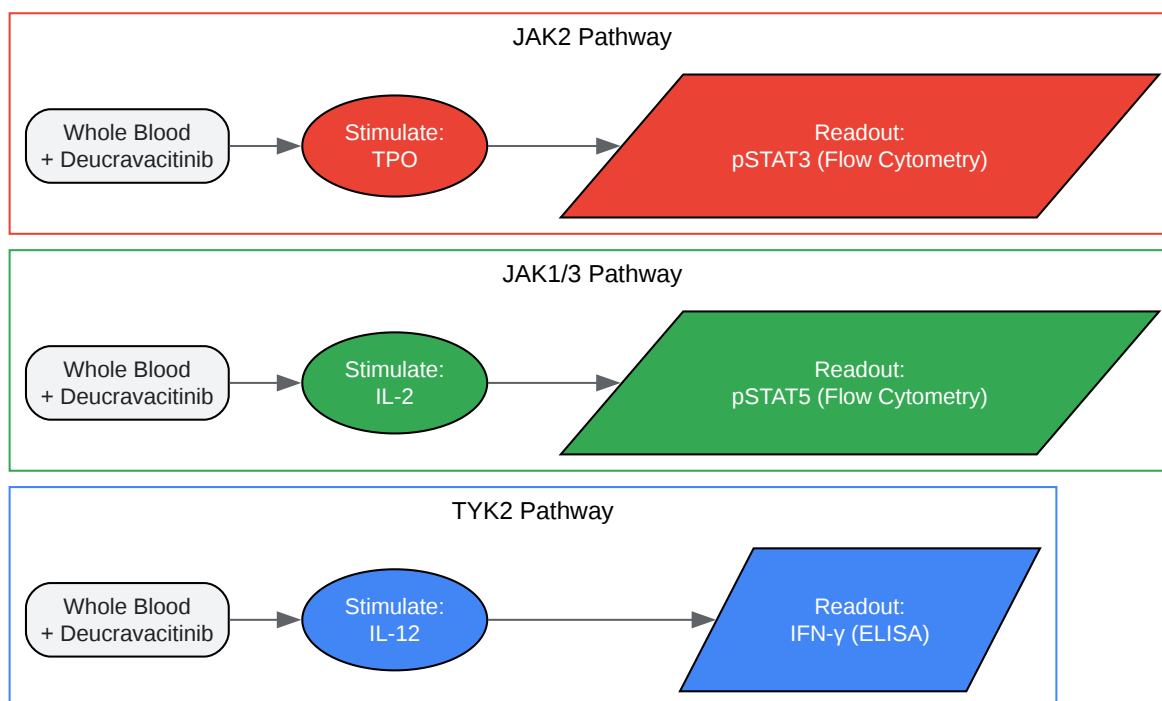 JAK2 Pathway
Whole Blood
+ Deucravacitinib
Stimulate:
TPO
Readout:
pSTAT3 (Flow Cytometry)
JAK1/3 Pathway
Whole Blood
+ Deucravacitinib
Stimulate:
IL-2
Readout:
pSTAT5 (Flow Cytometry)
TYK2 Pathway
Whole Blood
+ Deucravacitinib
Stimulate:
IL-12
Readout:
IFN-γ (ELISA)